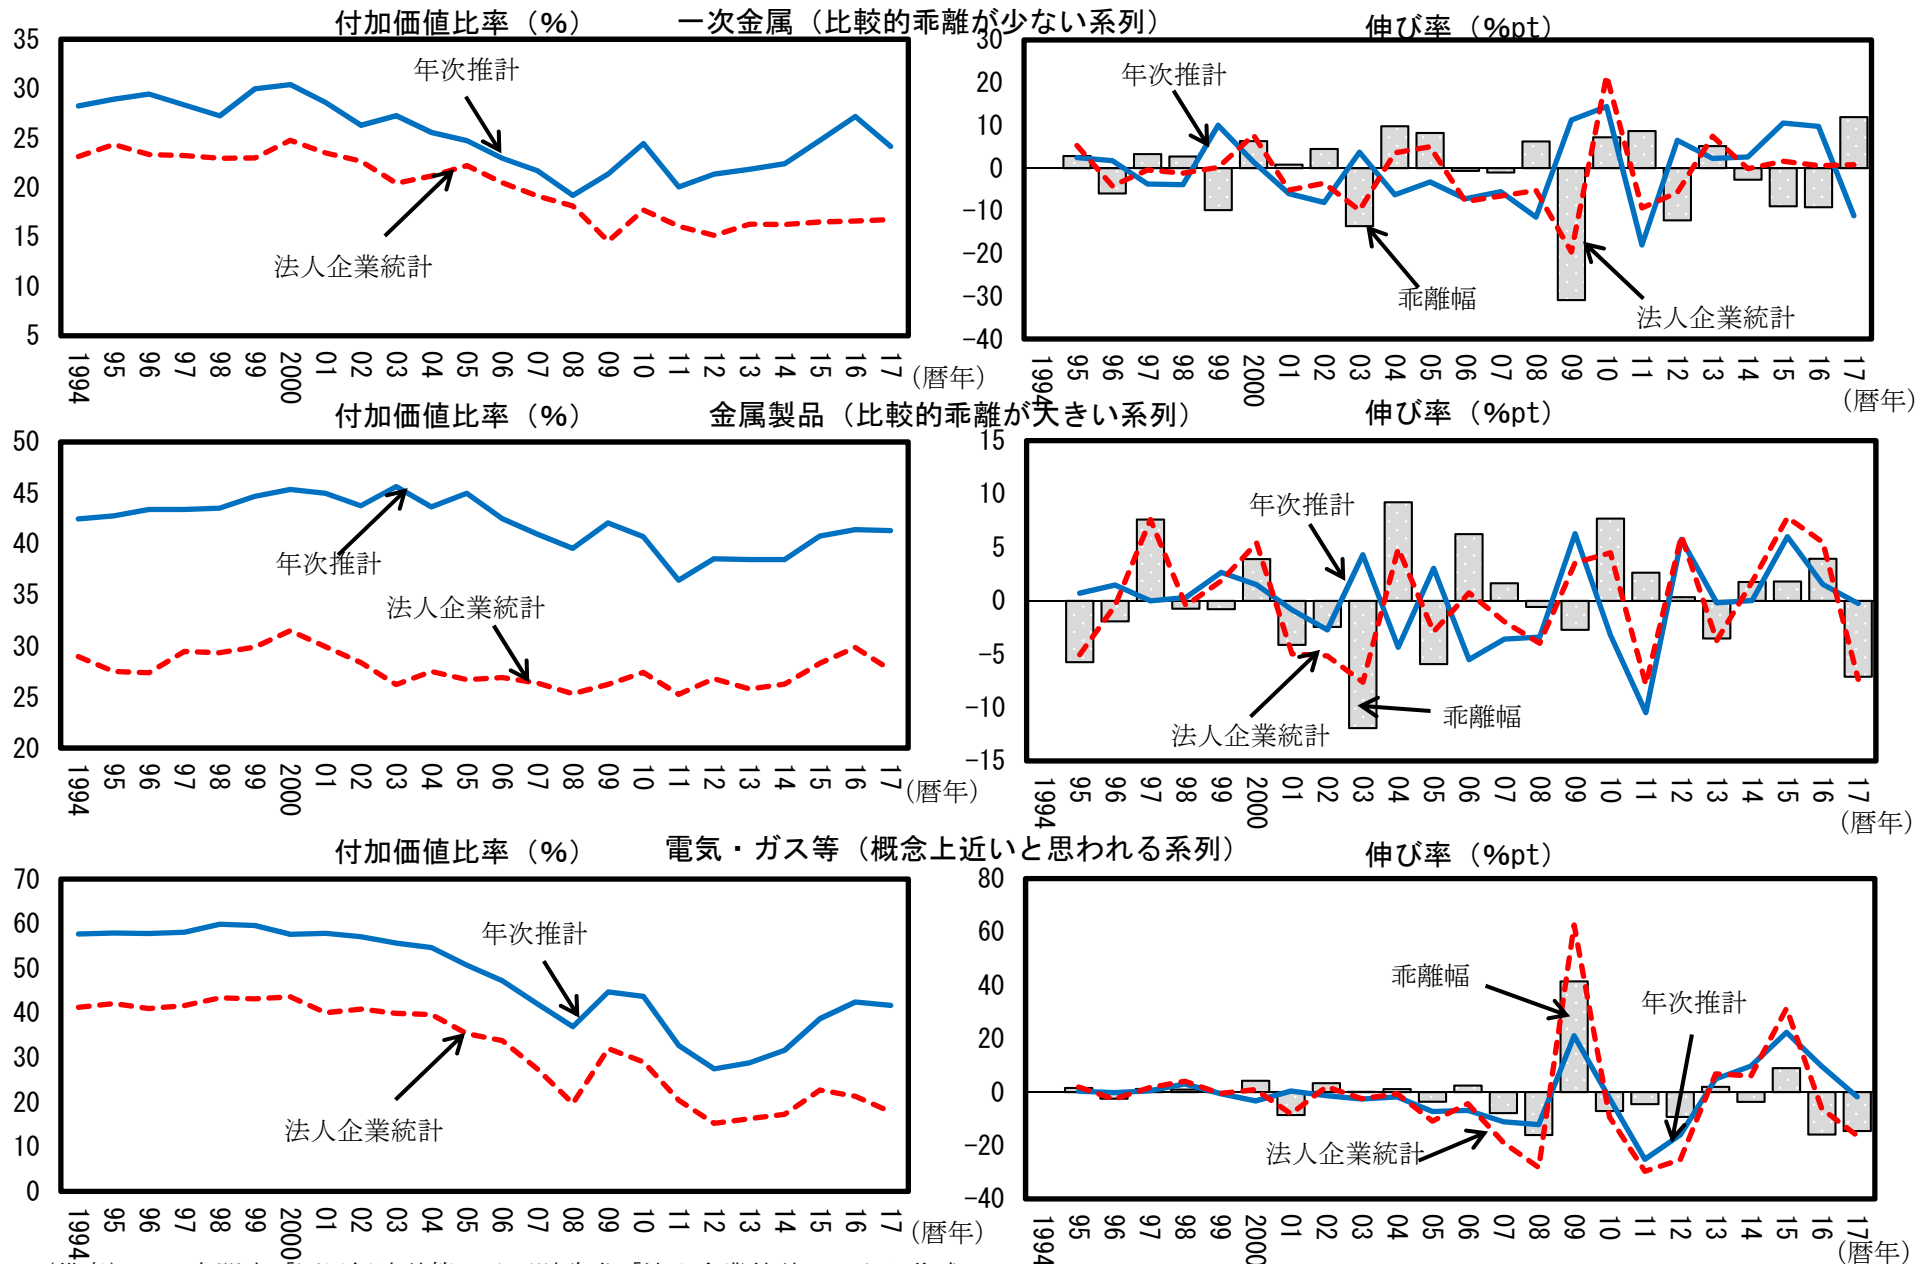 付加価値比率（%） 一次金属（比較的乖離が少ない系列） 伸び率（%pt）
35
30
25
20
15
10
5
年次推計
法人企業統計
1994 95 96 97 98 99 2000 01 02 03 04 05 06 07 08 09 10 11 12 13 14 15 16 17 （暦年）
30
20
10
0
-10
-20
-30
-40
年次推計
乖離幅
法人企業統計
1994 95 96 97 98 99 2000 01 02 03 04 05 06 07 08 09 10 11 12 13 14 15 16 17 （暦年）
付加価値比率（%） 金属製品（比較的乖離が大きい系列） 伸び率（%pt）
50
45
40
35
30
25
20
年次推計
法人企業統計
1994 95 96 97 98 99 2000 01 02 03 04 05 06 07 08 09 10 11 12 13 14 15 16 17 （暦年）
15
10
5
0
-5
-10
-15
年次推計
乖離幅
法人企業統計
1994 95 96 97 98 99 2000 01 02 03 04 05 06 07 08 09 10 11 12 13 14 15 16 17 （暦年）
付加価値比率（%） 電気・ガス等（概念上近いと思われる系列） 伸び率（%pt）
70
60
50
40
30
20
10
0
年次推計
法人企業統計
1994 95 96 97 98 99 2000 01 02 03 04 05 06 07 08 09 10 11 12 13 14 15 16 17 （暦年）
80
60
40
20
0
-20
-40
乖離幅
年次推計
法人企業統計
1994 95 96 97 98 99 2000 01 02 03 04 05 06 07 08 09 10 11 12 13 14 15 16 17 （暦年）